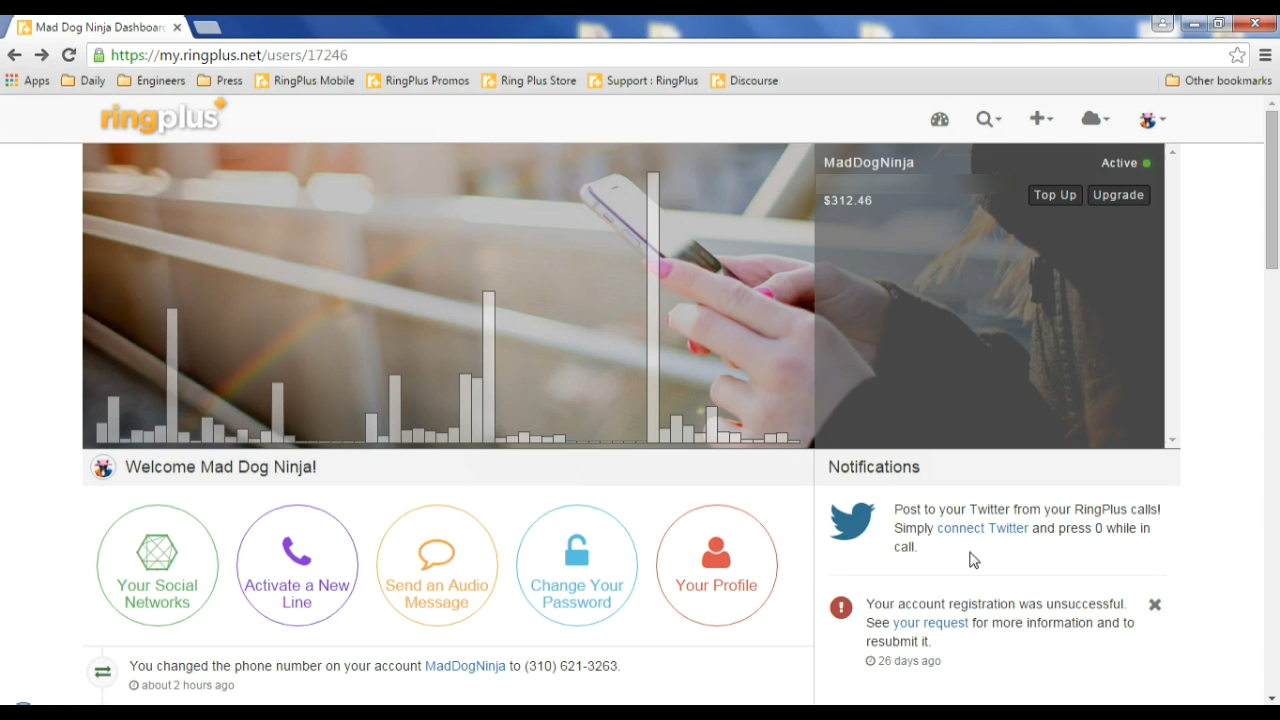 Mad Dog Ninja Dashboar
https://my.ringplus.net/users/17246
Apps Daily Engineers Press RingPlus Mobile RingPlus Promos Ring Plus Store Support : RingPlus Discourse Other bookmarks
ringplus+
MadDogNinja Active
$312.46 Top Up Upgrade
Welcome Mad Dog Ninja!
Your Social
Networks
Activate a New
Line
Send an Audio
Message
Change Your
Password
Your Profile
You changed the phone number on your account MadDogNinja to (310) 621-3263.
about 2 hours ago
Notifications
Post to your Twitter from your RingPlus calls!
Simply connect Twitter and press 0 while in
call.
Your account registration was unsuccessful.
See your request for more information and to
resubmit it.
26 days ago